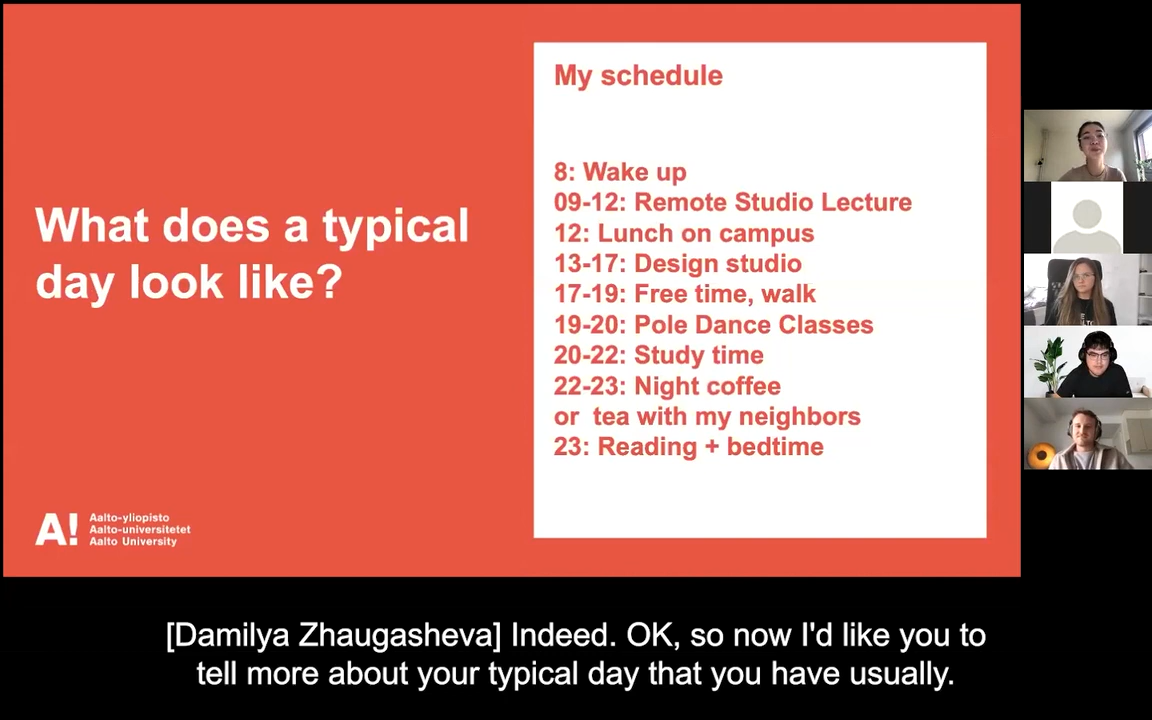 What does a typical
day look like?
My schedule
8: Wake up
09-12: Remote Studio Lecture
12: Lunch on campus
13-17: Design studio
17-19: Free time, walk
19-20: Pole Dance Classes
20-22: Study time
22-23: Night coffee
or  tea with my neighbors
23: Reading + bedtime
A!
Aalto-yliopisto
Aalto-universitetet
Aalto University
[Damilya Zhaugasheva] Indeed. OK, so now I'd like you to
tell more about your typical day that you have usually.